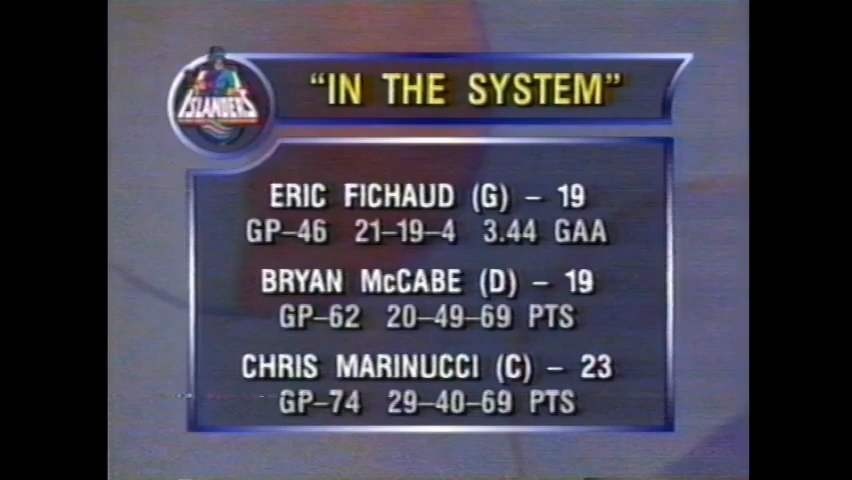 ISLANDERS
“IN THE SYSTEM”
ERIC FICHAUD (G) – 19
GP–46 21–19–4 3.44 GAA
BRYAN McCABE (D) – 19
GP–62 20–49–69 PTS
CHRIS MARINUCCI (C) – 23
GP–74 29–40–69 PTS